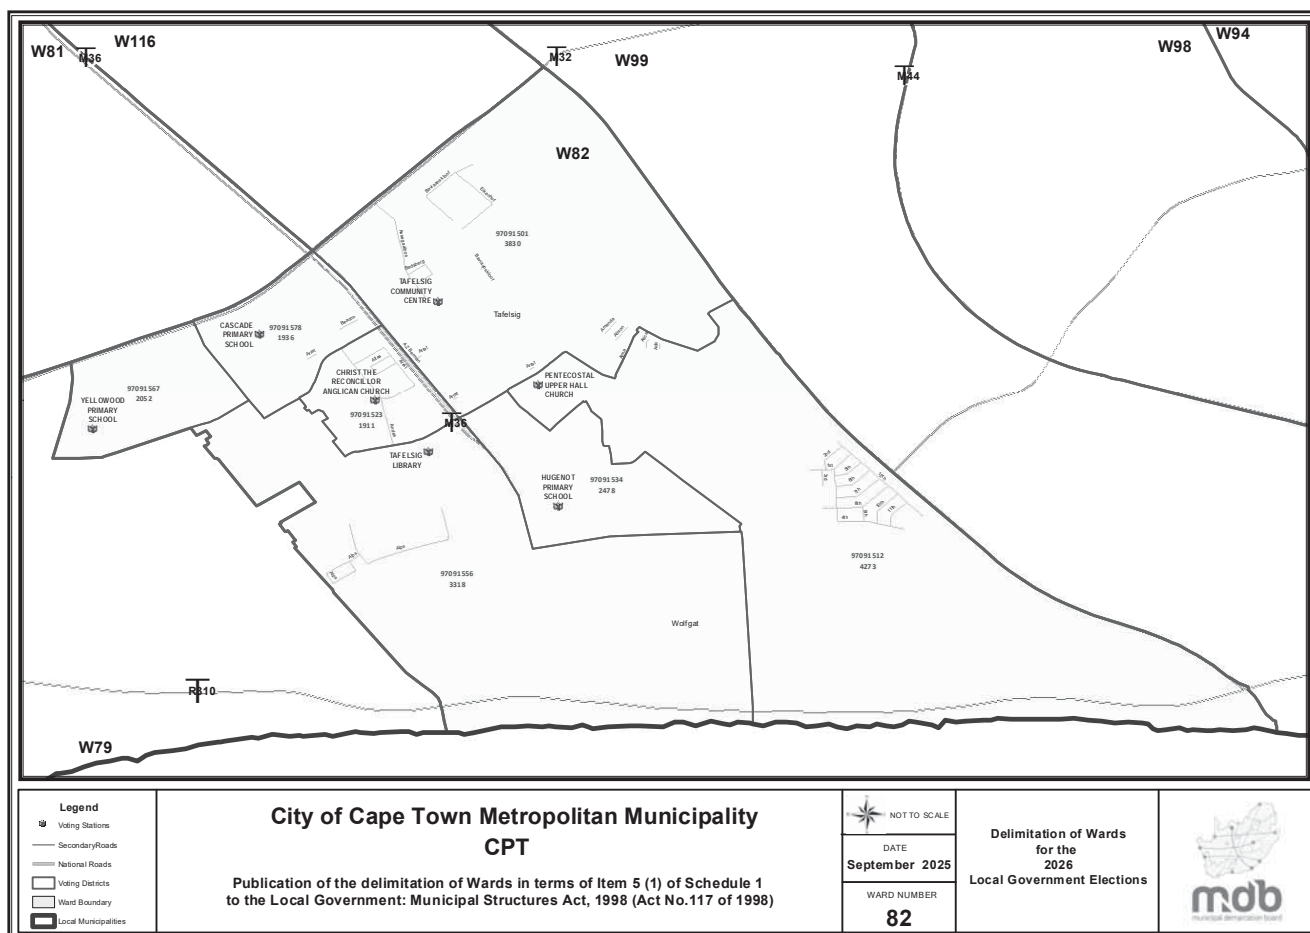 W81
W116
M36
M32
W99
M44
W98
W94
W82
97091501
3830
TAFELSIG
COMMUNITY
CENTRE
Tafelsig
CASCADE
PRIMARY
SCHOOL
97091578
1936
CHRIST THE
RECONCILLOR
ANGLICAN CHURCH
97091523
1911
YELLOWOOD
PRIMARY
SCHOOL
97091567
2052
PENTECOSTAL
UPPER HALL
CHURCH
M36
TAFELSIG
LIBRARY
HUGENOT
PRIMARY
SCHOOL
97091534
2478
97091512
4273
97091556
3318
Alps
Wolfgat
R310
W79
Legend
Voting Stations
SecondaryRoads
National Roads
Voting Districts
Ward Boundary
Local Municipalities
City of Cape Town Metropolitan Municipality
CPT
Publication of the delimitation of Wards in terms of Item 5 (1) of Schedule 1
to the Local Government: Municipal Structures Act, 1998 (Act No.117 of 1998)
NOT TO SCALE
DATE
September 2025
WARD NUMBER
82
Delimitation of Wards
for the
2026
Local Government Elections
mdb
municipal demarcation board